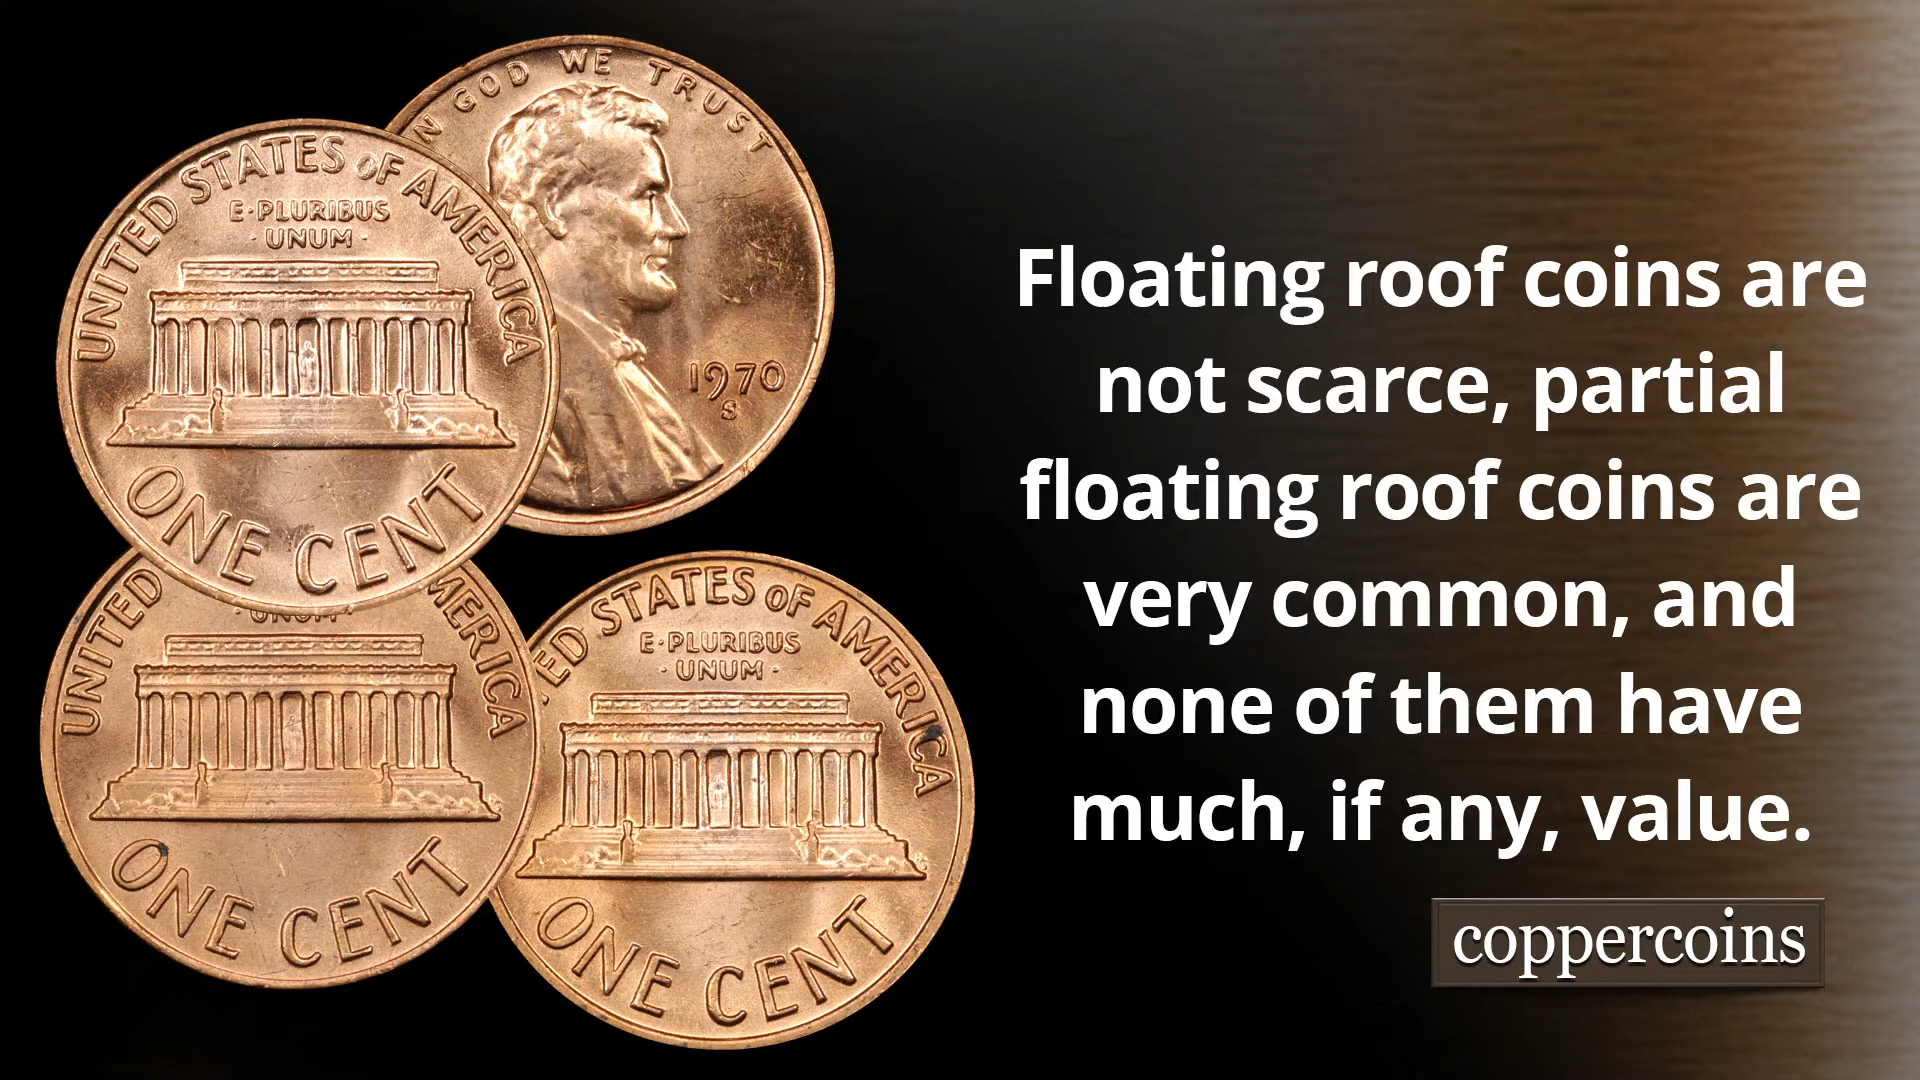 IN GOD WE TRUST
1970
S
UNITED STATES OF AMERICA
E·PLURIBUS
·UNUM·
ONE CENT
UNITED
AMERICA
·UNUM·
ONE CENT
STATES OF AMERICA
E·PLURIBUS
·UNUM·
ONE CENT
Floating roof coins are
not scarce, partial
floating roof coins are
very common, and
none of them have
much, if any, value.
coppercoins